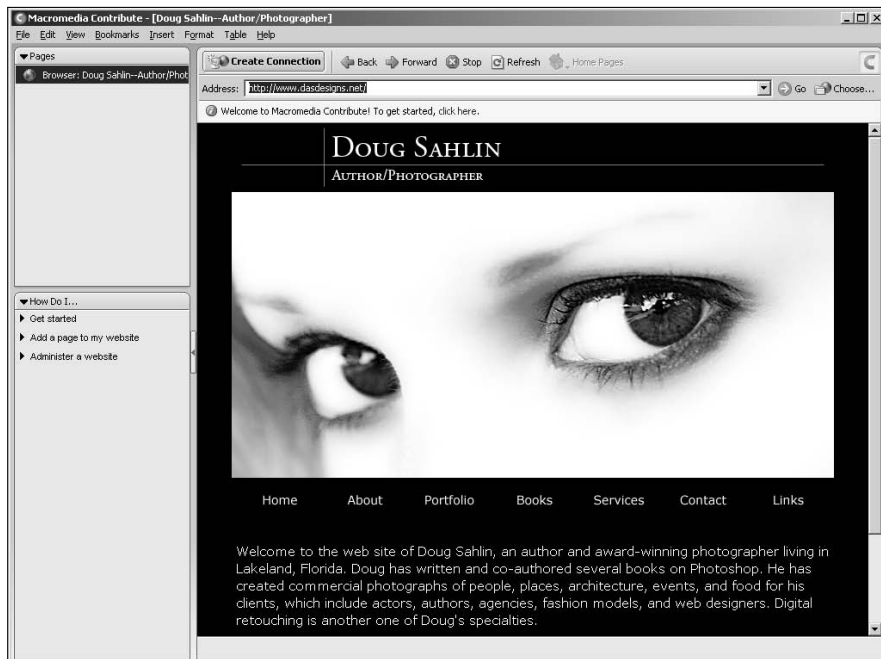 Macromedia Contribute - [Doug Sahlin--Author/Photographer]
File Edit View Bookmarks Insert Format Table Help
Pages
Browser: Doug Sahlin--Author/Phot
Create Connection Back Forward Stop Refresh Home Pages
Address: http://www.dasdesigns.net/ Go Choose...
Welcome to Macromedia Contribute! To get started, click here.
Doug Sahlin
Author/Photographer
How Do I...
Get started
Add a page to my website
Administer a website
Home About Portfolio Books Services Contact Links
Welcome to the web site of Doug Sahlin, an author and award-winning photographer living in
Lakeland, Florida. Doug has written and co-authored several books on Photoshop. He has
created commercial photographs of people, places, architecture, events, and food for his
clients, which include actors, authors, agencies, fashion models, and web designers. Digital
retouching is another one of Doug's specialties.